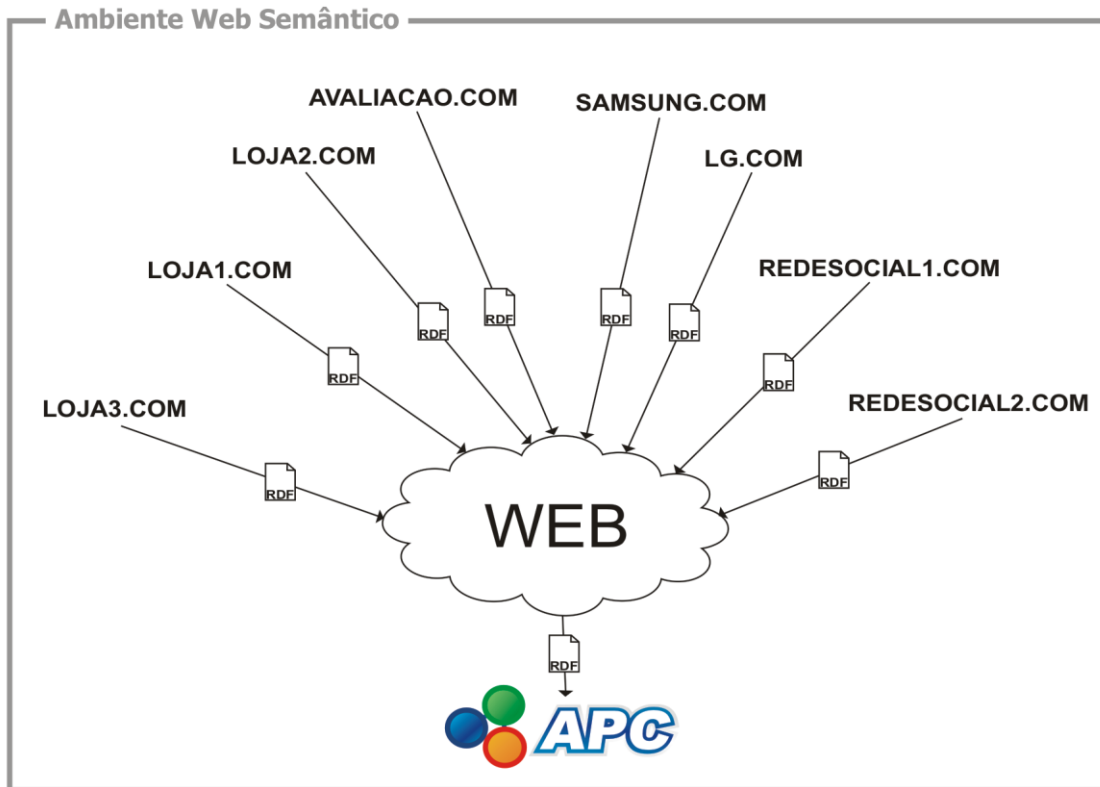 Ambiente Web Semântico
AVALIACAO.COM
SAMSUNG.COM
LOJA2.COM
LG.COM
LOJA1.COM
REDESOCIAL1.COM
RDF
RDF
RDF
RDF
RDF
RDF
LOJA3.COM
REDESOCIAL2.COM
RDF
RDF
WEB
RDF
APC